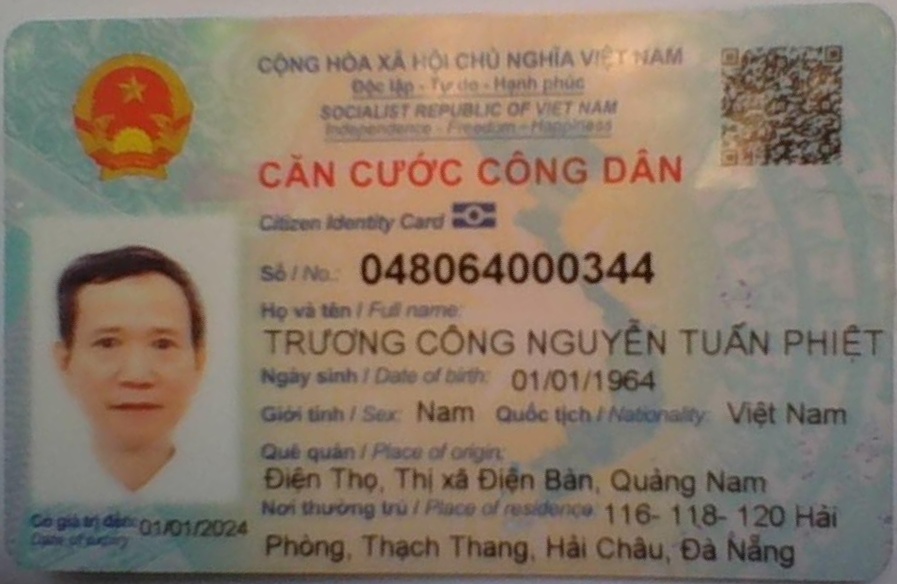 CỘNG HÒA XÃ HỘI CHỦ NGHĨA VIỆT NAM
Độc lập - Tự do - Hạnh phúc
SOCIALIST REPUBLIC OF VIET NAM
Independence - Freedom - Happiness
CĂN CƯỚC CÔNG DÂN
Citizen Identity Card
Số / No.: 048064000344
Họ và tên / Full name:
TRƯƠNG CÔNG NGUYỄN TUẤN PHIỆT
Ngày sinh / Date of birth: 01/01/1964
Giới tính / Sex: Nam Quốc tịch / Nationality: Việt Nam
Quê quán / Place of origin:
Điện Thọ, Thị xã Điện Bàn, Quảng Nam
Nơi thường trú / Place of residence: 116- 118- 120 Hải
Phòng, Thạch Thang, Hải Châu, Đà Nẵng
Có giá trị đến: 01/01/2024
Date of expiry